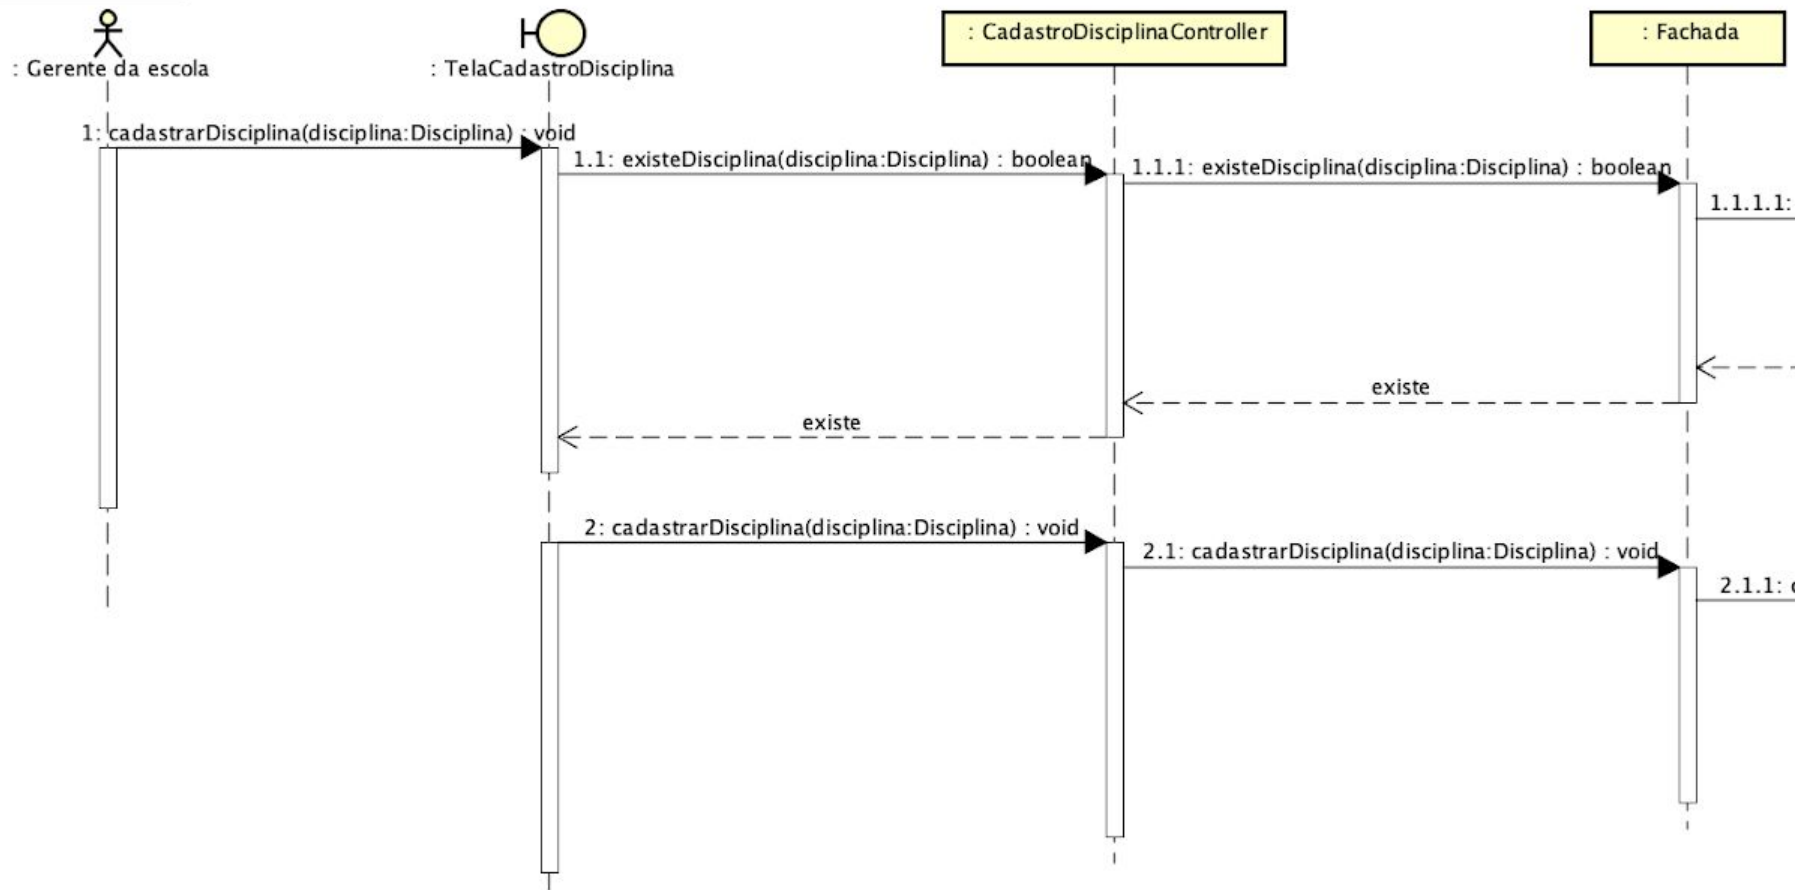 : Gerente da escola
: TelaCadastroDisciplina
: CadastroDisciplinaController
: Fachada
1: cadastrarDisciplina(disciplina:Disciplina) : void
1.1: existeDisciplina(disciplina:Disciplina) : boolean
1.1.1: existeDisciplina(disciplina:Disciplina) : boolean
1.1.1.1:
existe
existe
2: cadastrarDisciplina(disciplina:Disciplina) : void
2.1: cadastrarDisciplina(disciplina:Disciplina) : void
2.1.1: